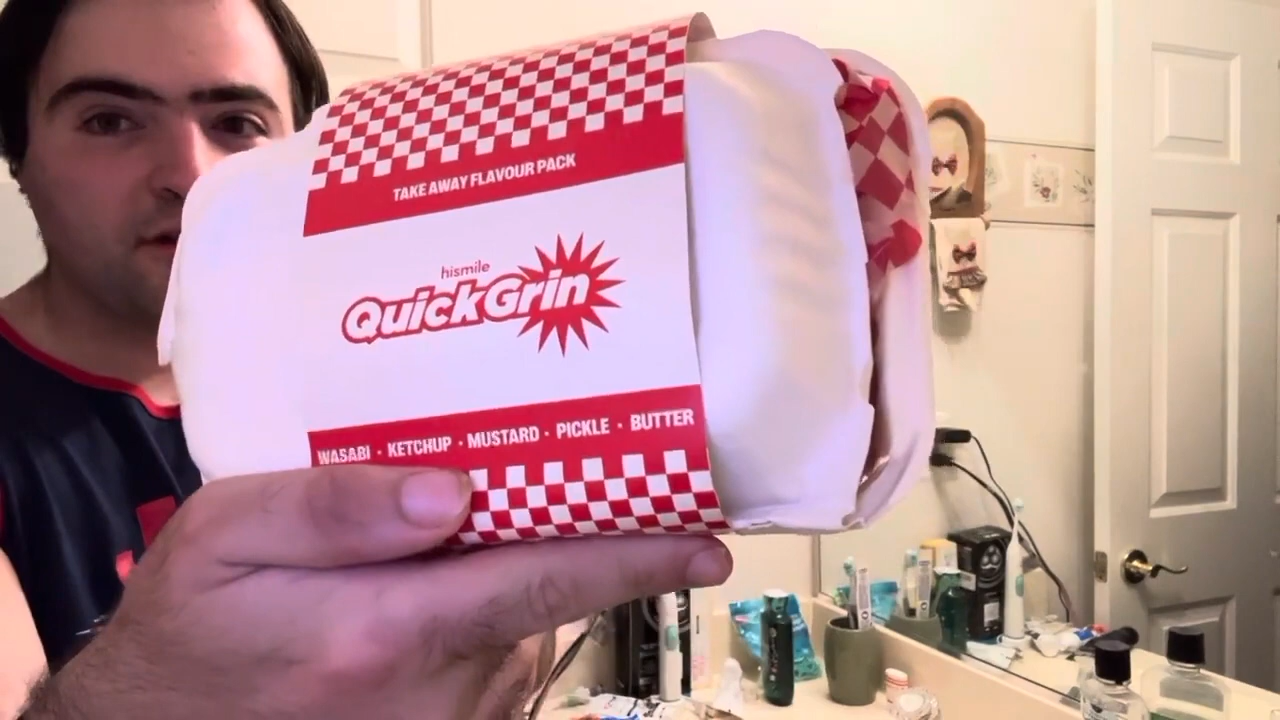 TAKE AWAY FLAVOUR PACK
hismile
QuickGrin
WASABI · KETCHUP · MUSTARD · PICKLE · BUTTER